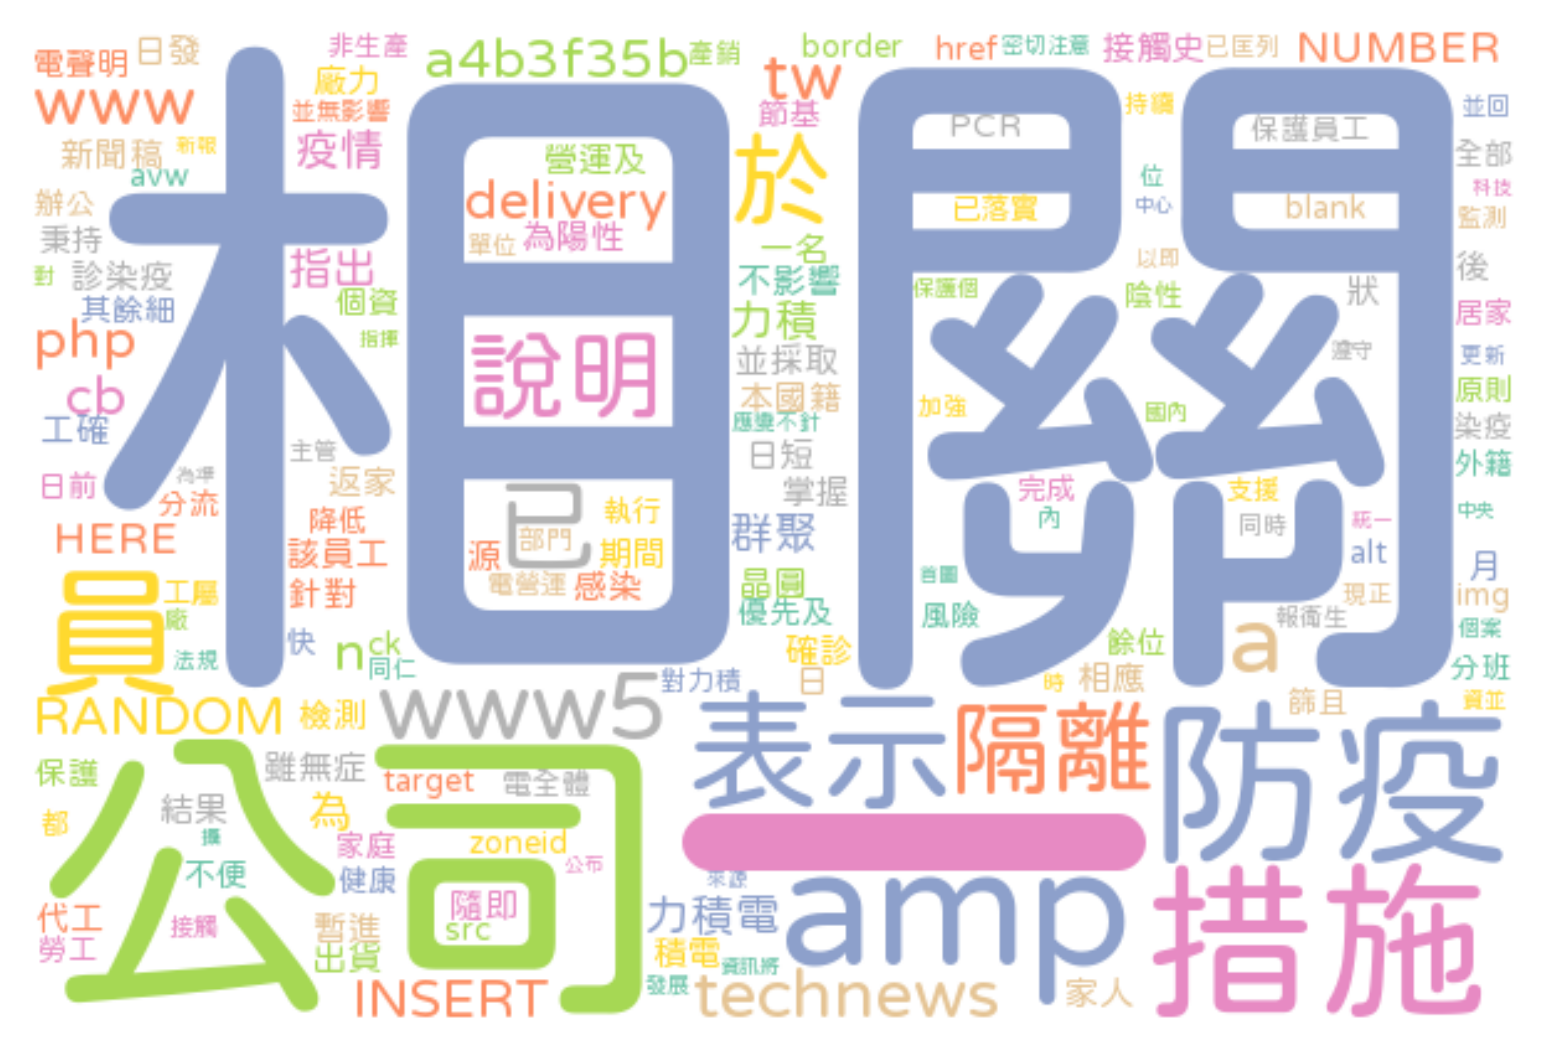 電聲明
日發
非生產
a4b3f35b
產銷
border
href
密切注意
接觸史
已匡列
NUMBER
www
廠力
並無影響
tw
節基
持續
並回
新聞稿
新報
疫情
營運及
於
PCR
保護員工
全部
avw
delivery
位
科技
辦公
單位
為陽性
已落實
中心
blank
監測
秉持
相關
一名
對
診染疫
指出
不影響
以即
後
其餘細
個資
保護個
陰性
狀
居家
php
指揮
說明
力積
並採取
遵守
更新
cb
本國籍
加強
國內
原則
工確
應變不針
染疫
主管
日短
外籍
日前
返家
掌握
完成
支援
分流
已
執行
內
同時
統一
中央
HERE
降低
部門
群聚
alt
該員工
源
期間
月
針對
電營運
感染
晶圓
首圖
現正
img
員
工屬
廠
優先及
風險
報衛生
個案
法規
快
n
ck
同仁
確診
餘位
a
分班
對力積
日
時
相應
篩且
資並
RANDOM
檢測
www5
表示
隔離
防疫
保護
雖無症
target
電全體
公司
都
結果
為
zoneid
一
攜
家庭
公布
不便
健康
來源
amp
措施
代工
接觸
隨即
src
力積電
勞工
暫進
出貨
積電
資訊將
INSERT
發展
technews
家人